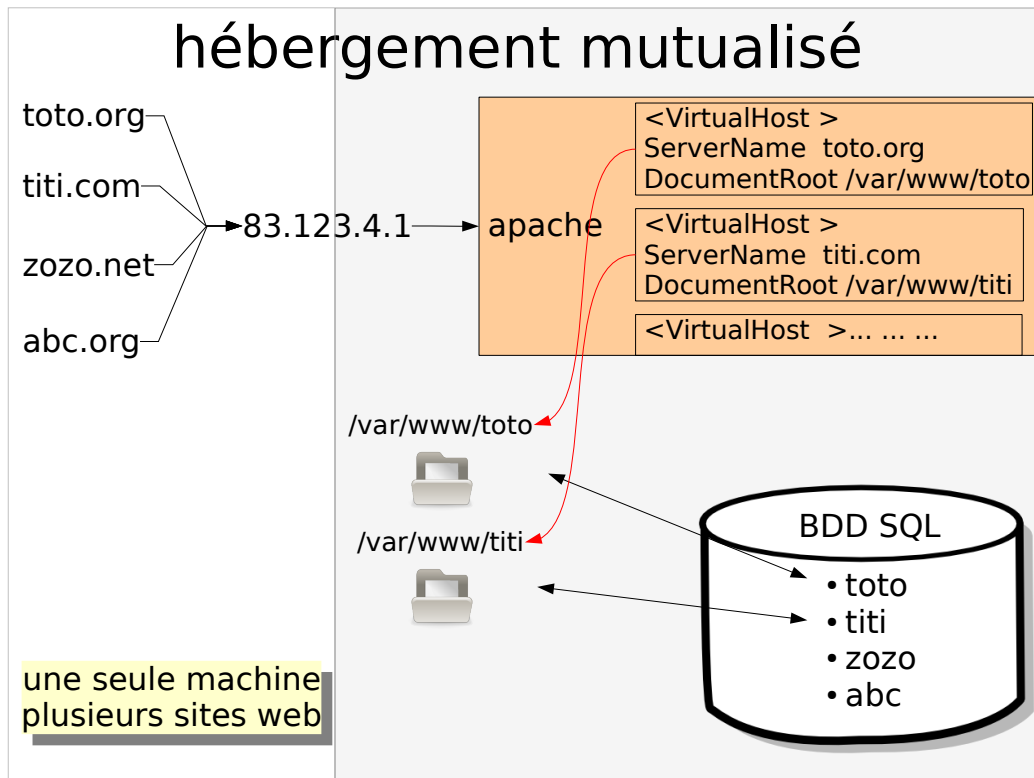 hébergement mutualisé
toto.org
titi.com
zozo.net
abc.org
83.123.4.1
apache
<VirtualHost >
ServerName toto.org
DocumentRoot /var/www/toto
<VirtualHost >
ServerName titi.com
DocumentRoot /var/www/titi
<VirtualHost >... ... ...
/var/www/toto
/var/www/titi
BDD SQL
• toto
• titi
• zozo
• abc
une seule machine
plusieurs sites web